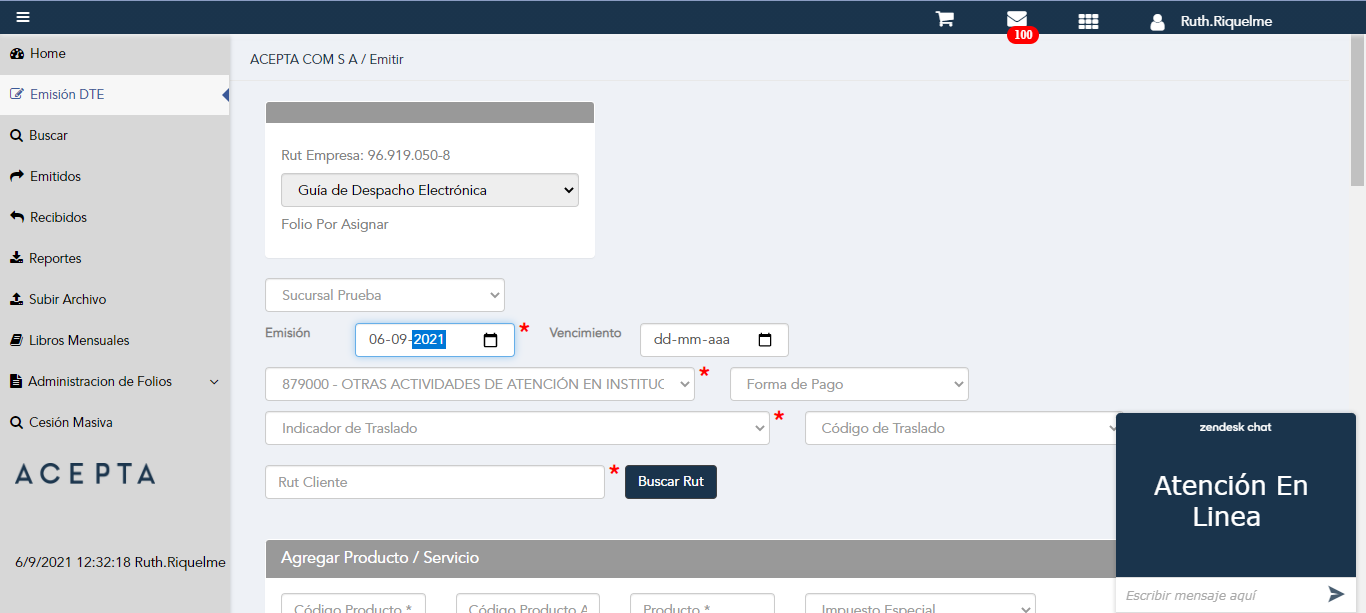 100
Ruth.Riquelme
Home
Emisión DTE
Buscar
Emitidos
Recibidos
Reportes
Subir Archivo
Libros Mensuales
Administracion de Folios
Cesión Masiva
ACEPTA
6/9/2021 12:32:18 Ruth.Riquelme
ACEPTA COM S A / Emitir
Rut Empresa: 96.919.050-8
Guía de Despacho Electrónica
Folio Por Asignar
Sucursal Prueba
Emisión 06-09-2021 * Vencimiento dd-mm-aaa
879000 - OTRAS ACTIVIDADES DE ATENCIÓN EN INSTITUC * Forma de Pago
Indicador de Traslado * Código de Traslado
Rut Cliente * Buscar Rut
Agregar Producto / Servicio
Código Producto * Código Producto A Producto * Impuesto Especial
zendesk chat
Atención En
Linea
Escribir mensaje aquí